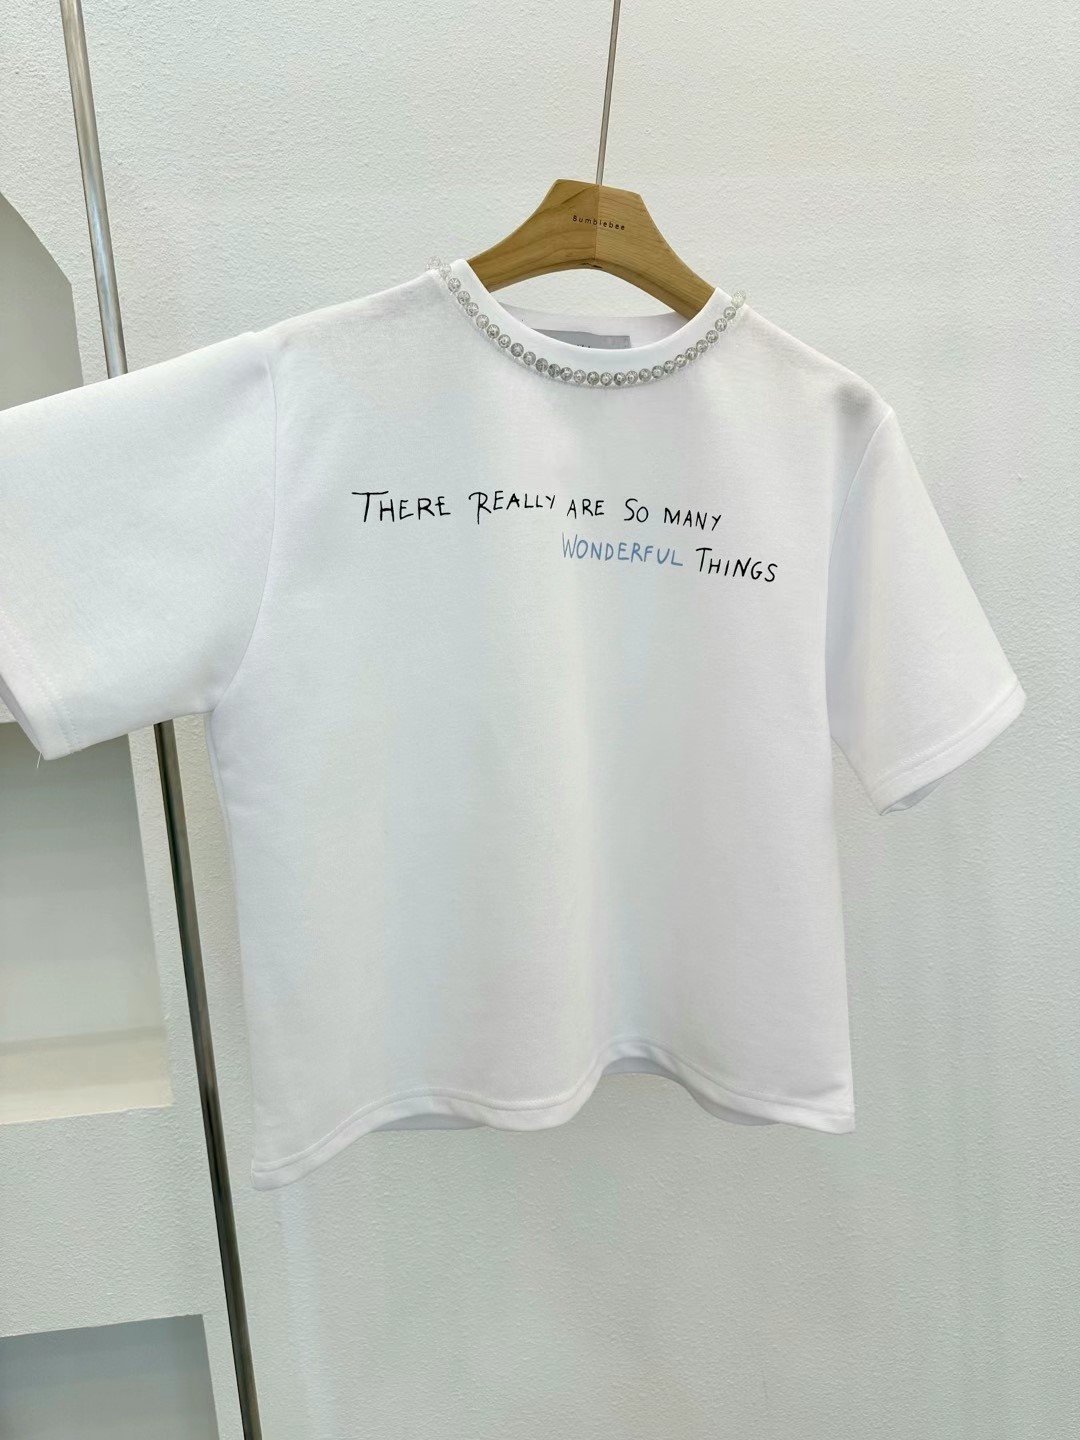 Bumblebee
THERE REALLY ARE SO MANY
WONDERFUL THINGS